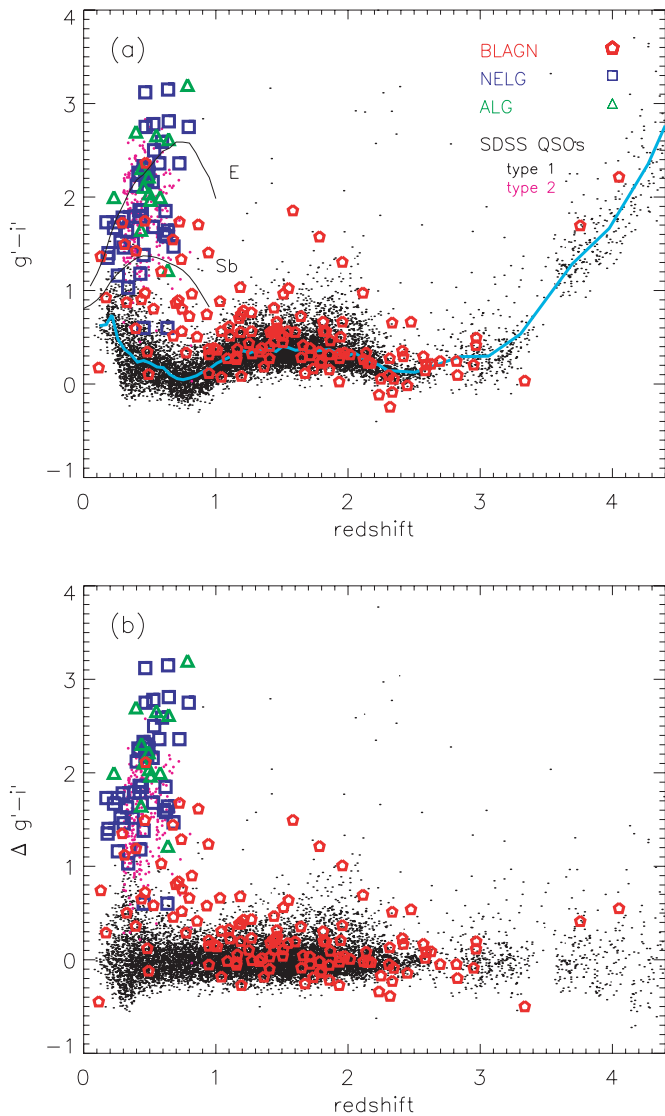 (a)
BLAGN
NELG
ALG
SDSS QSO's
type 1
type 2
E
Sb
4
3
2
1
0
−1
g'−i'
0 1 2 3 4
redshift
(b)
4
3
2
1
0
−1
Δ g'−i'
0 1 2 3 4
redshift